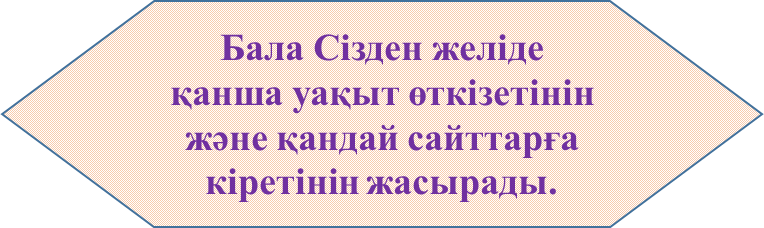 Бала Сізден желіде
қанша уақыт өткізетінін
және қандай сайттарға
кіретінін жасырады.